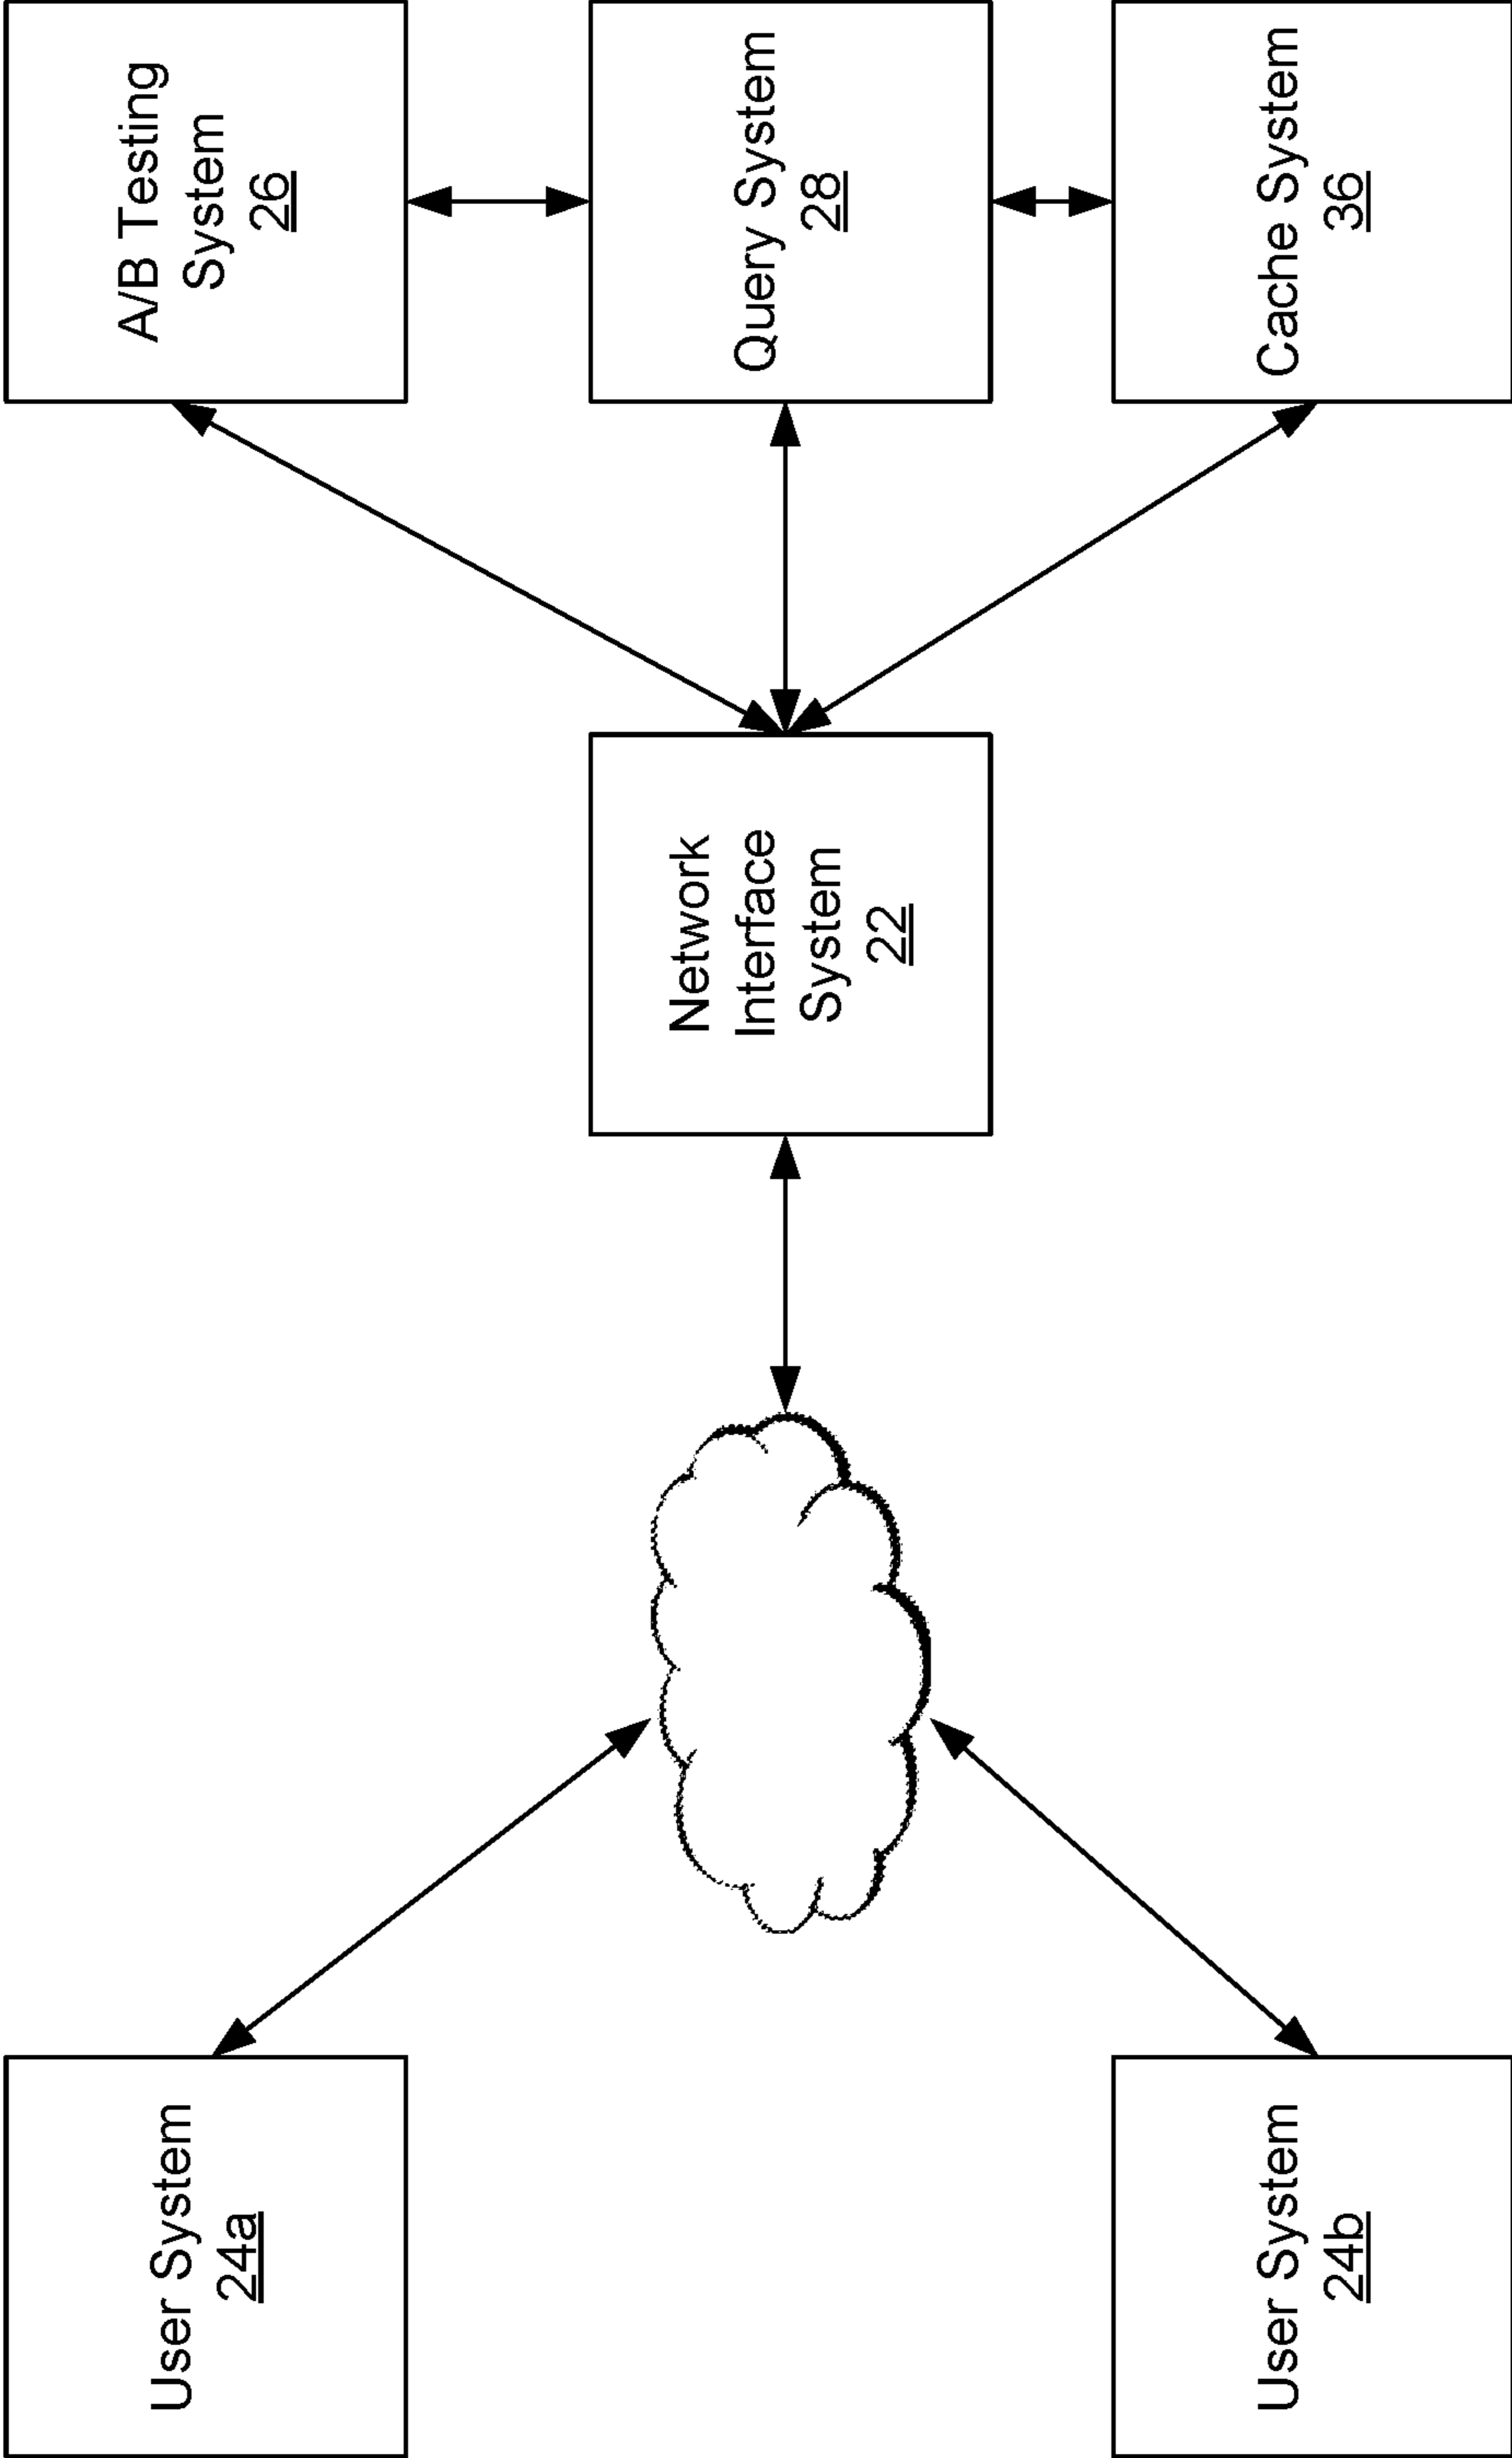 User System
24a
User System
24b
Network
Interface
System
22
A/B Testing
System
26
Query System
28
Cache System
36